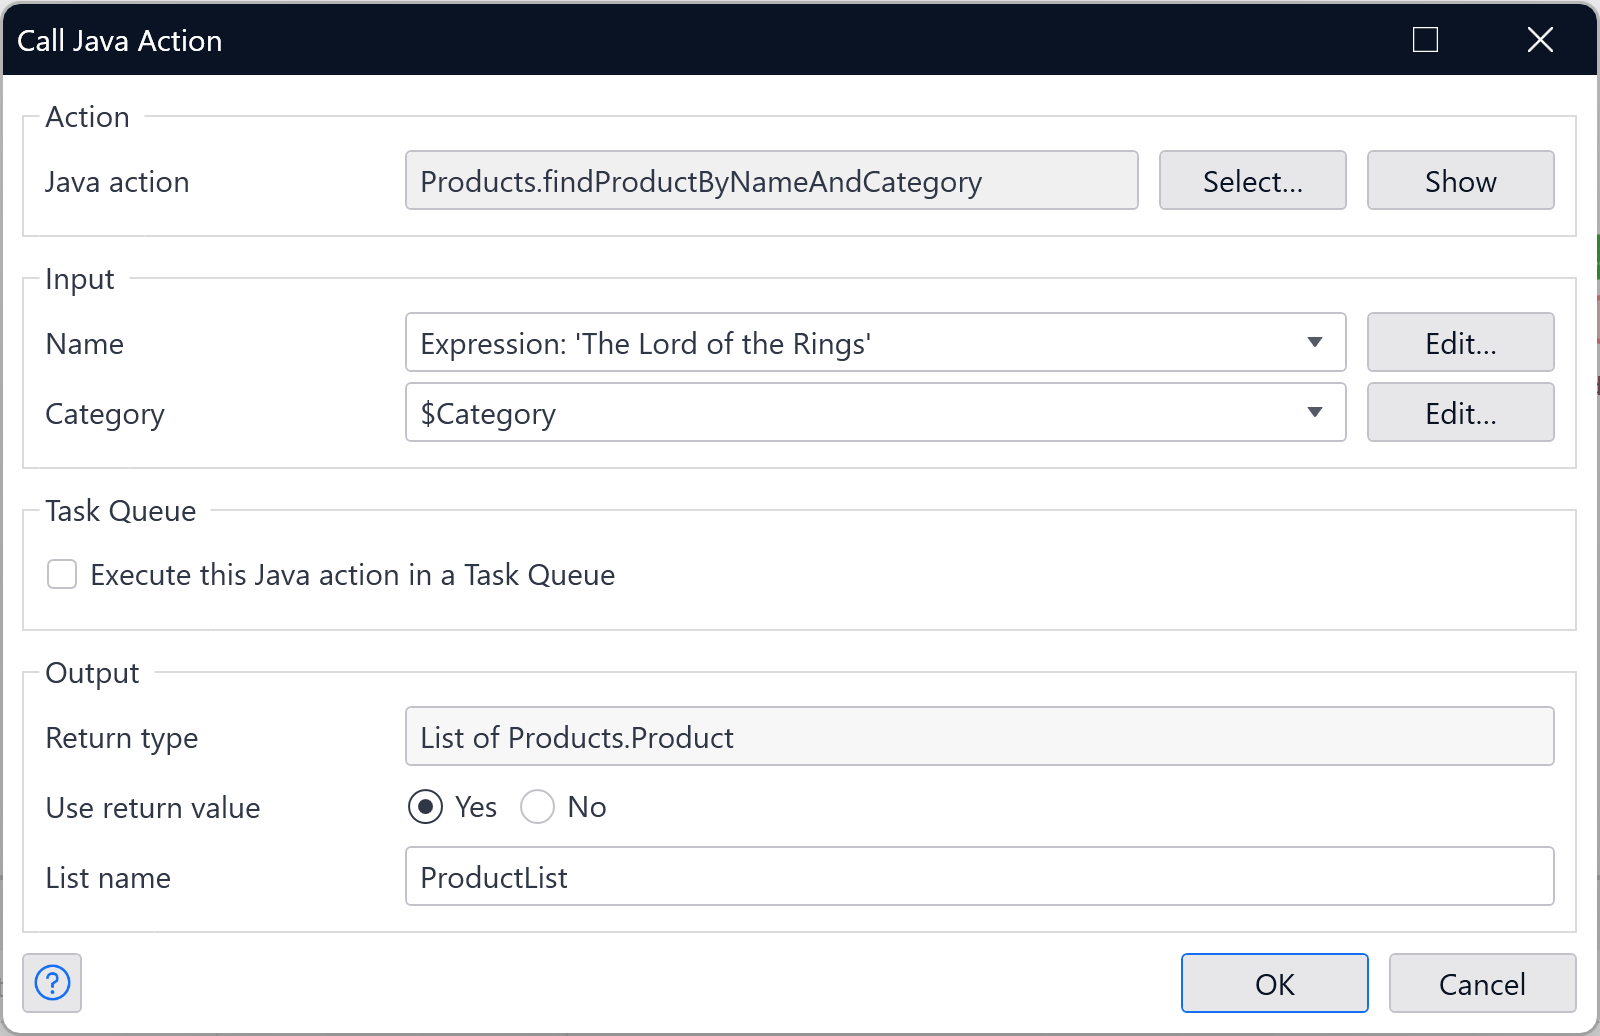 Call Java Action
Action
Java action Products.findProductByNameAndCategory Select... Show
Input
Name Expression: 'The Lord of the Rings' Edit...
Category $Category Edit...
Task Queue
Execute this Java action in a Task Queue
Output
Return type List of Products.Product
Use return value Yes No
List name ProductList
? OK Cancel